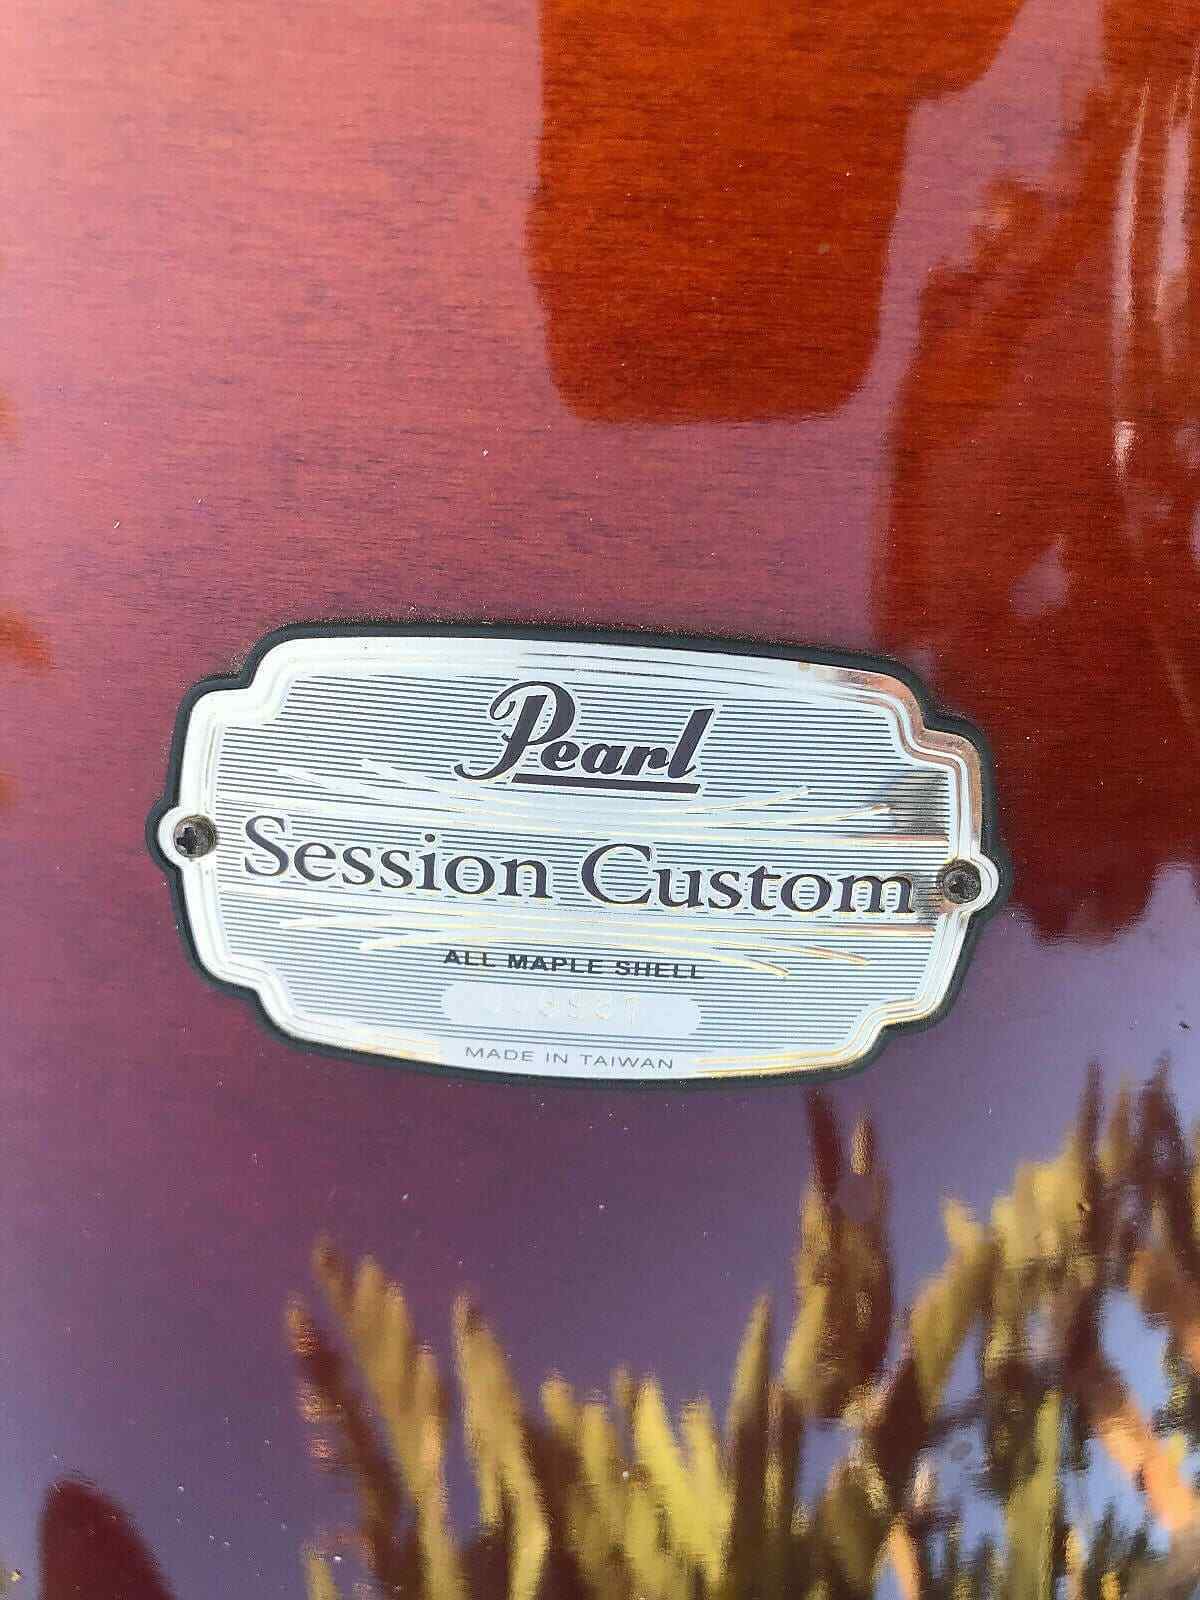 Pearl
Session Custom
ALL MAPLE SHELL
MADE IN TAIWAN